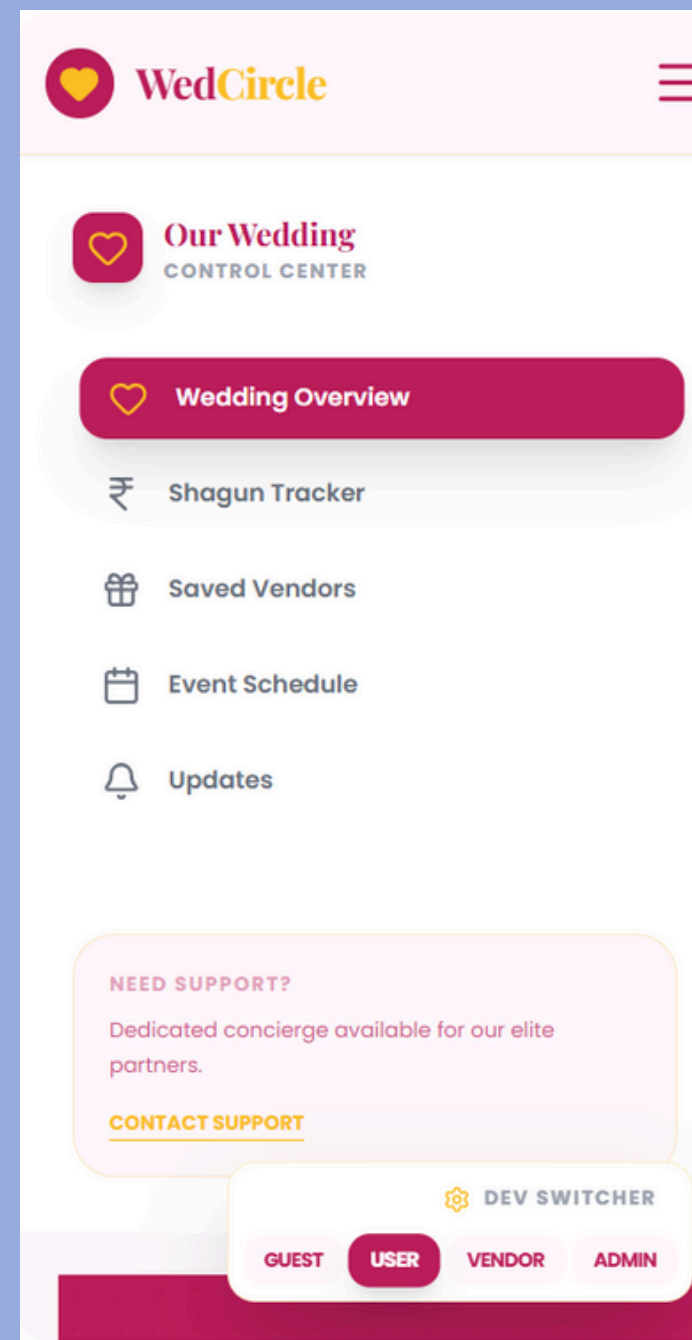 WedCircle
Our Wedding
CONTROL CENTER
Wedding Overview
₹ Shagun Tracker
Saved Vendors
Event Schedule
Updates
NEED SUPPORT?
Dedicated concierge available for our elite
partners.
CONTACT SUPPORT
DEV SWITCHER
GUEST USER VENDOR ADMIN